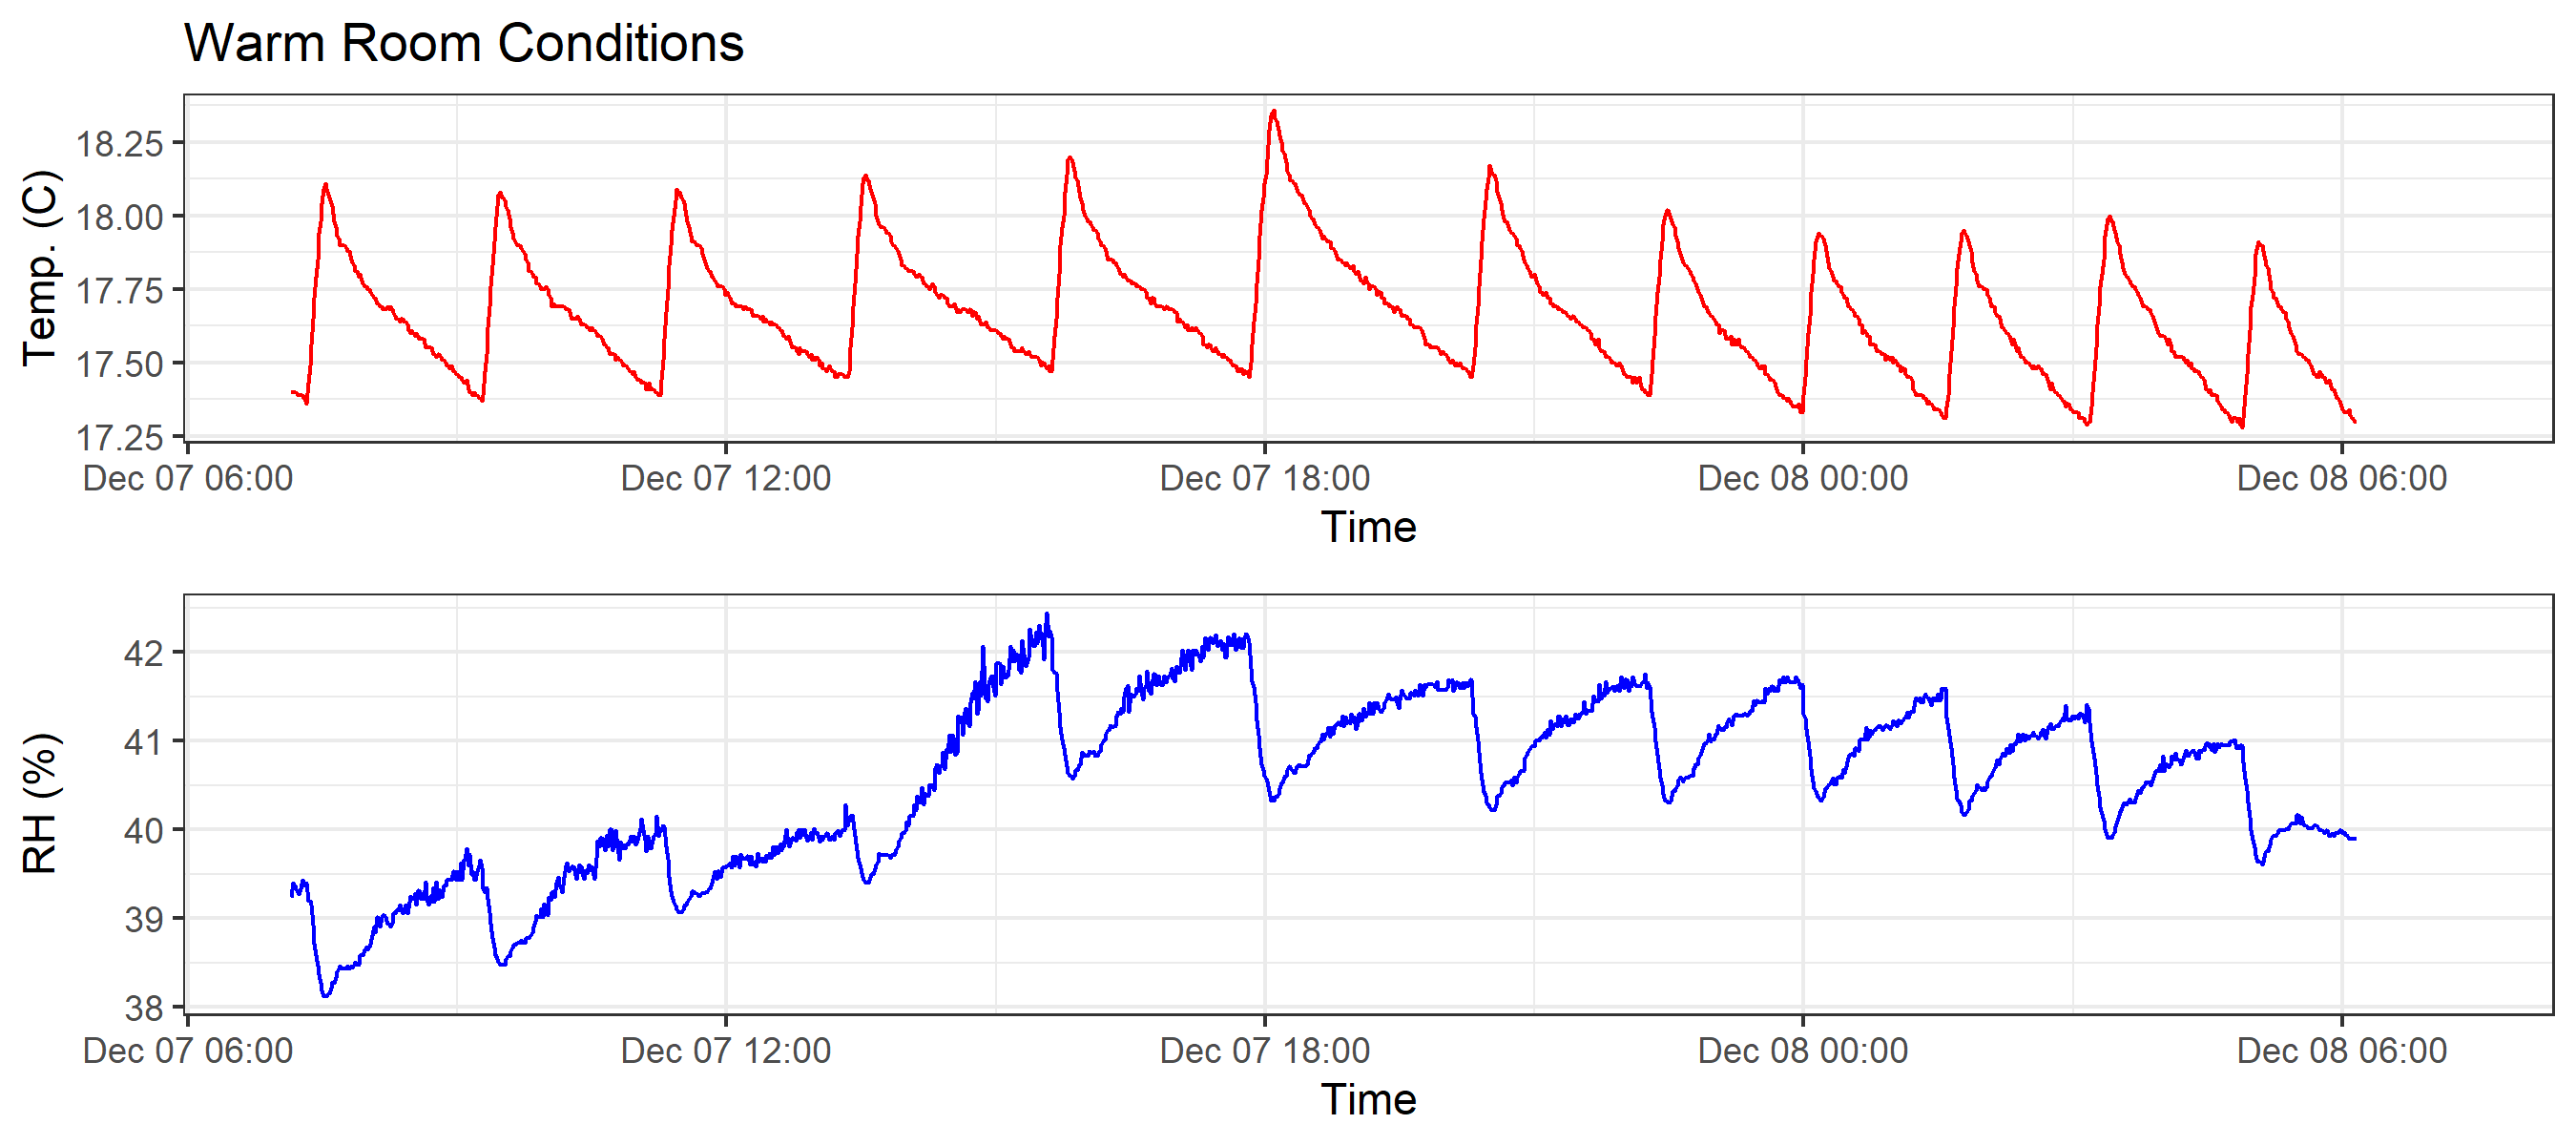 Warm Room Conditions
Temp. (C)
18.25
18.00
17.75
17.50
17.25
Dec 07 06:00 Dec 07 12:00 Dec 07 18:00 Dec 08 00:00 Dec 08 06:00
Time
RH (%)
42
41
40
39
38
Dec 07 06:00 Dec 07 12:00 Dec 07 18:00 Dec 08 00:00 Dec 08 06:00
Time